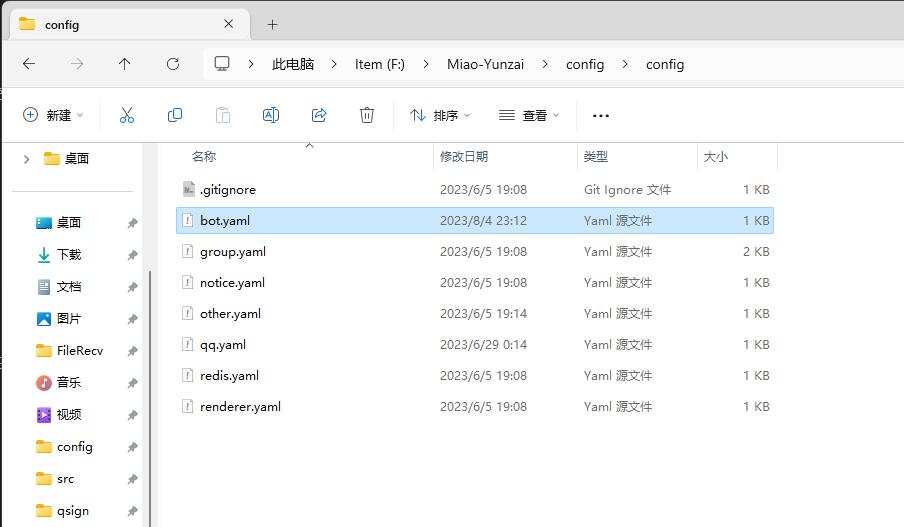 config
此电脑 Item (F:) Miao-Yunzai config config
新建 排序 查看
桌面
桌面
下载
文档
图片
FileRecv
音乐
视频
config
src
qsign
名称 修改日期 类型 大小
.gitignore 2023/6/5 19:08 Git Ignore 文件 1 KB
bot.yaml 2023/8/4 23:12 Yaml 源文件 1 KB
group.yaml 2023/6/5 19:08 Yaml 源文件 2 KB
notice.yaml 2023/6/5 19:08 Yaml 源文件 1 KB
other.yaml 2023/6/5 19:14 Yaml 源文件 1 KB
qq.yaml 2023/6/29 0:14 Yaml 源文件 1 KB
redis.yaml 2023/6/5 19:08 Yaml 源文件 1 KB
renderer.yaml 2023/6/5 19:08 Yaml 源文件 1 KB